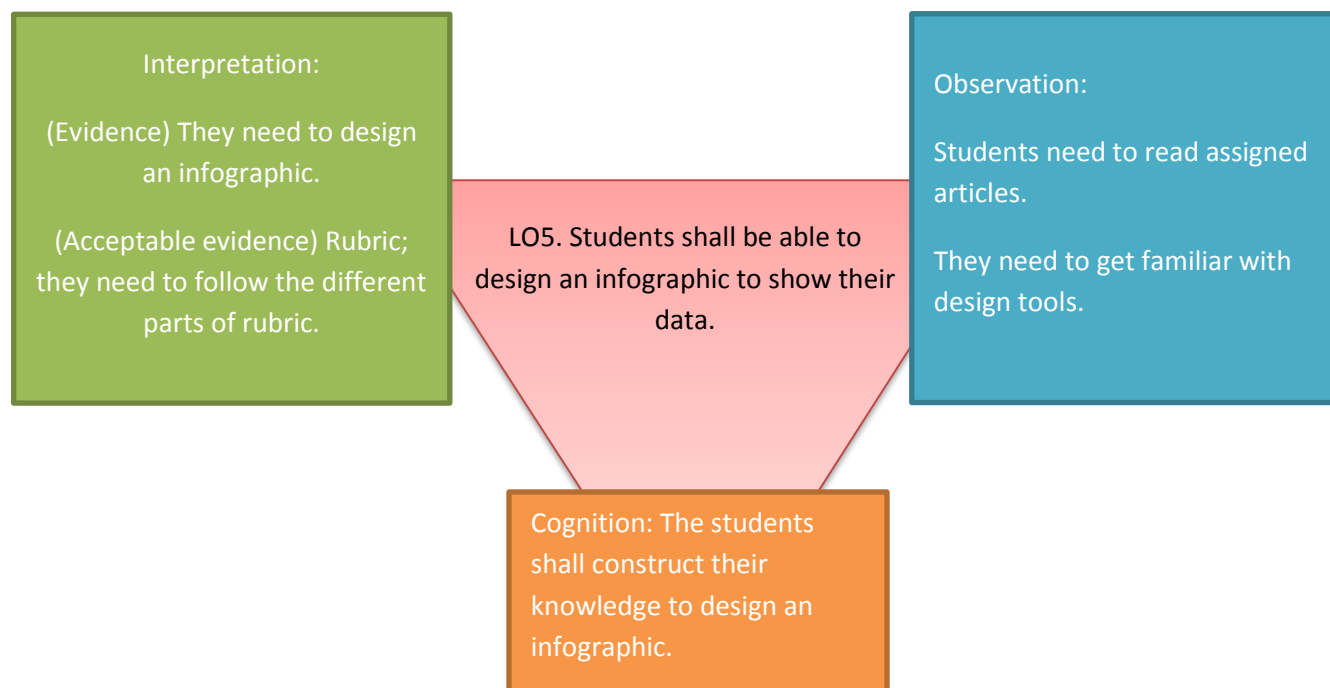 Interpretation:
(Evidence) They need to design
an infographic.
(Acceptable evidence) Rubric;
they need to follow the different
parts of rubric.
LO5. Students shall be able to
design an infographic to show their
data.
Observation:
Students need to read assigned
articles.
They need to get familiar with
design tools.
Cognition: The students
shall construct their
knowledge to design an
infographic.